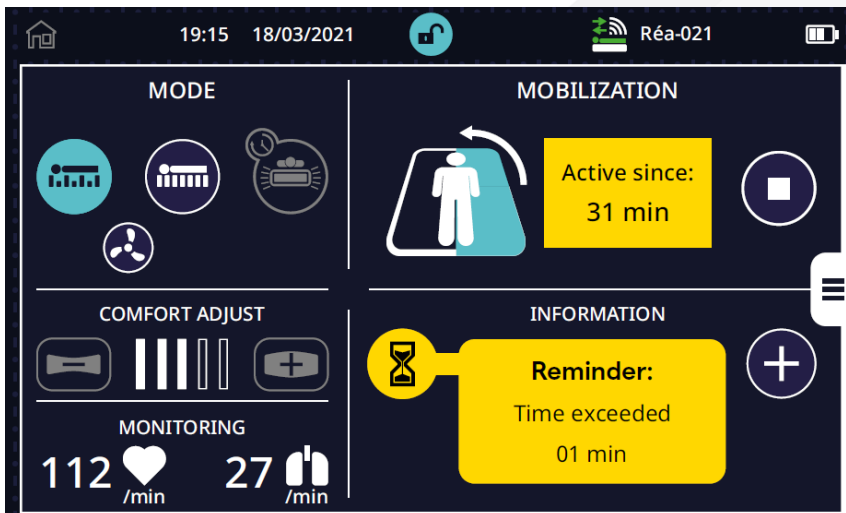 19:15 18/03/2021 Réa-021
MODE
MOBILIZATION
Active since:
31 min
COMFORT ADJUST
INFORMATION
Reminder:
Time exceeded
01 min
MONITORING
112 /min 27 /min